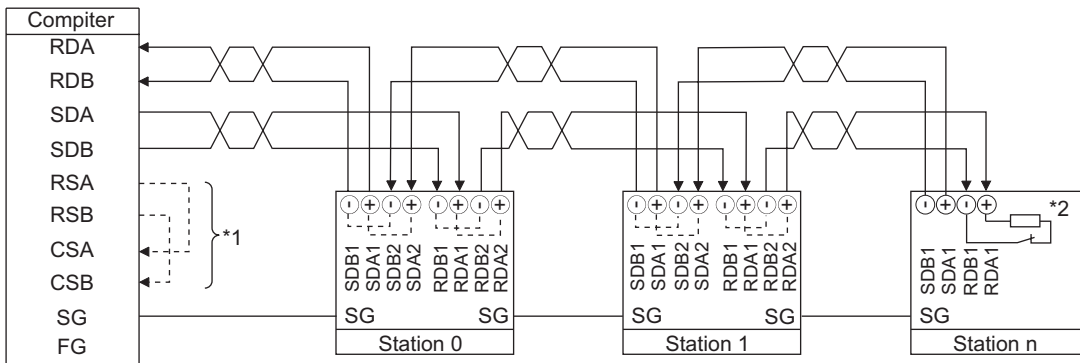 Compiter
RDA
RDB
SDA
SDB
RSA
RSB
CSA
CSB
SG
FG
*1
- + - + - + - +
SDB1 SDA1 SDB2 SDA2 RDB1 RDA1 RDB2 RDA2
SG SG
Station 0
- + - + - + - +
SDB1 SDA1 SDB2 SDA2 RDB1 RDA1 RDB2 RDA2
SG SG
Station 1
- + - +
*2
SDB1 SDA1 RDB1 RDA1
SG
Station n